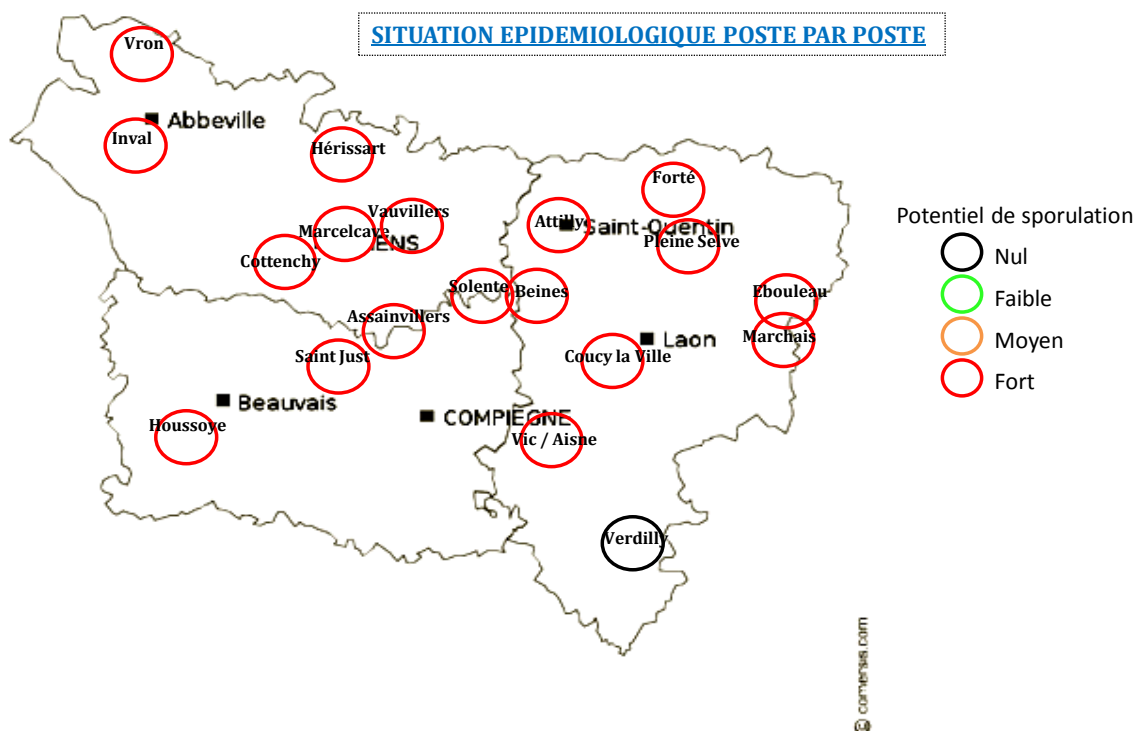 SITUATION EPIDEMIOLOGIQUE POSTE PAR POSTE
Vron
Abbeville
Inval
Hérissart
Forté
Vauvillers
Attilly
Saint-Quentin
Marcelcave
Pleine Selve
Cottenchy
Solente
Beines
Ebouleau
Assainvillers
Marchais
Laon
Saint Just
Coucy la Ville
Beauvais
COMPIEGNE
Houssoye
Vic / Aisne
Verdilly
Potentiel de sporulation
Nul
Faible
Moyen
Fort
© comersis.com